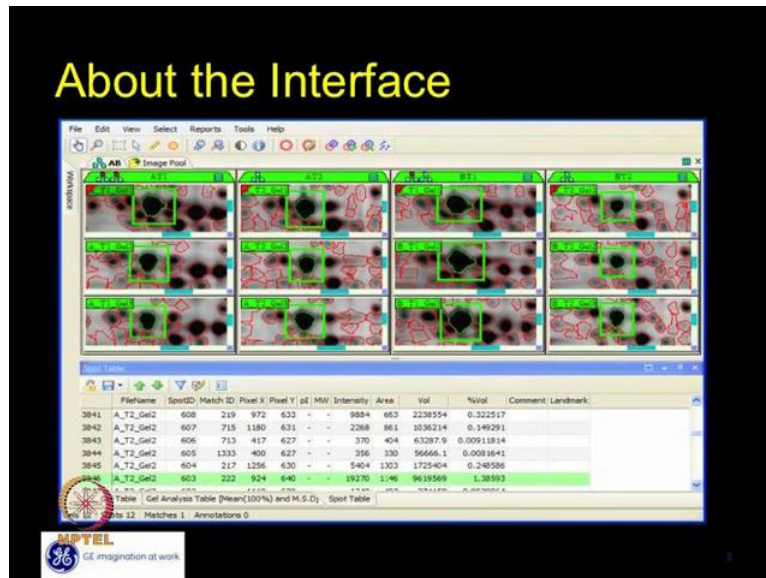 About the Interface
File Edit View Select Reports Tools Help
AB Image Pool
Workspace
AT1 AT2 BT1 BT2
Spot Table
FileName SpotID Match ID Pixel X Pixel Y pI MW Intensity Area Vol %Vol Comment Landmark
3841 A_T2_Gel2 608 219 972 633 - - 9884 663 2238554 0.322517
3842 A_T2_Gel2 607 715 1180 631 - - 2268 861 1036214 0.149291
3843 A_T2_Gel2 606 713 417 627 - - 370 404 63287.9 0.00911814
3844 A_T2_Gel2 605 1333 400 627 - - 356 330 56666.1 0.0081641
3845 A_T2_Gel2 604 217 1256 630 - - 5404 1303 1725404 0.248586
3846 A_T2_Gel2 603 222 924 640 - - 19270 1146 9619569 1.38593
Table Gel Analysis Table [Mean(100%) and M.S.D] Spot Table
12 Matches 1 Annotations 0
NPTEL
GE imagination at work
3